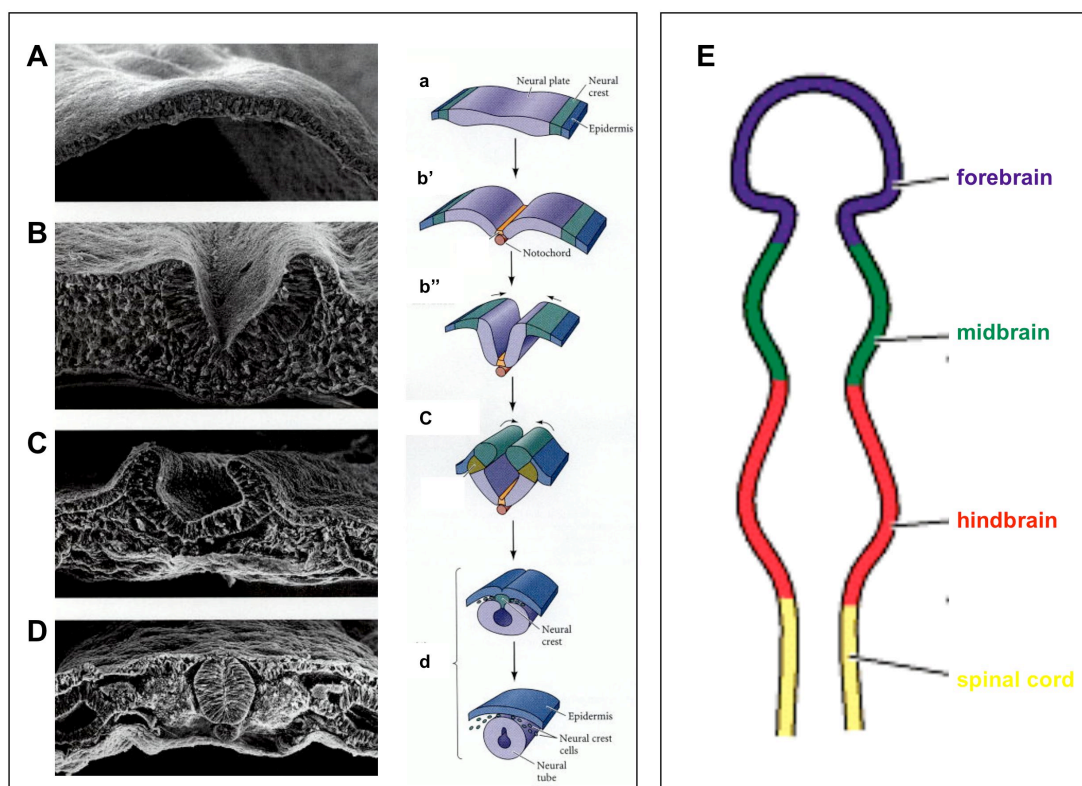 A
B
C
D
a
Neural plate
Neural
crest
Epidermis
b'
Notochord
b"
C
Neural
crest
d
Epidermis
Neural crest
cells
Neural
tube
E
forebrain
midbrain
hindbrain
spinal cord